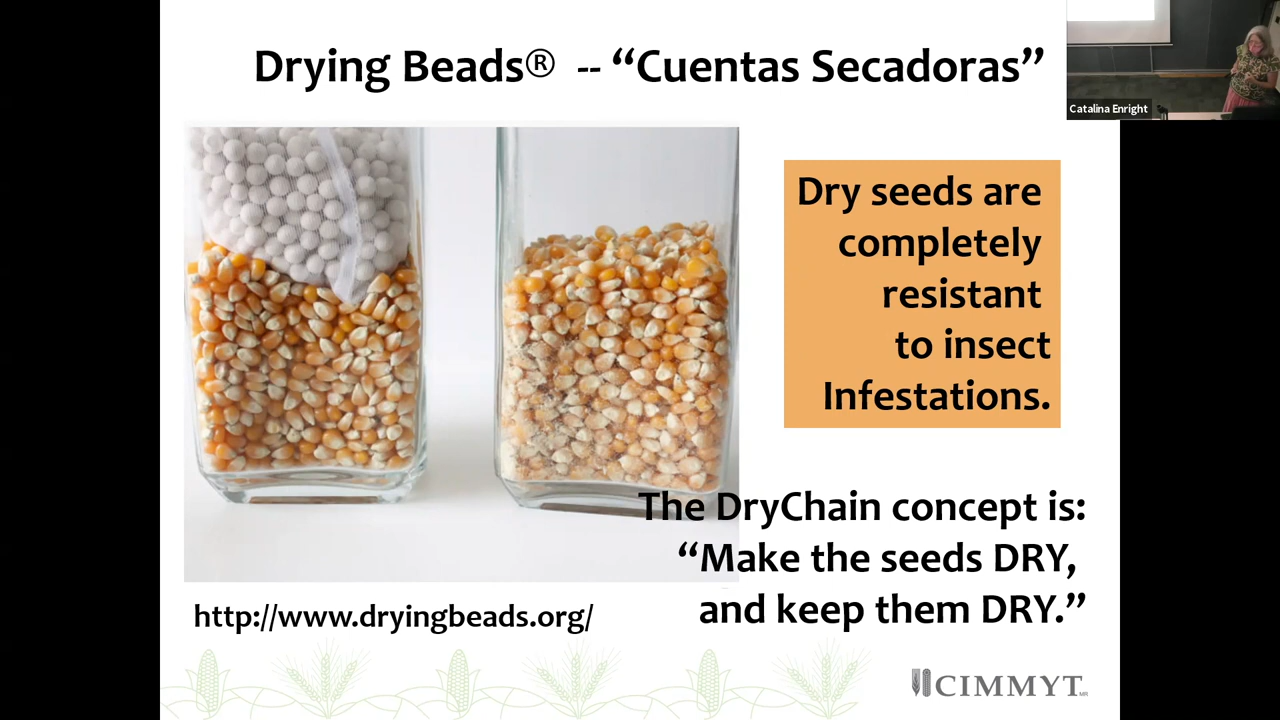 Drying Beads® -- “Cuentas Secadoras”
Catalina Enright
Dry seeds are
completely
resistant
to insect
Infestations.
The DryChain concept is:
“Make the seeds DRY,
and keep them DRY.”
http://www.dryingbeads.org/
CIMMYT MR